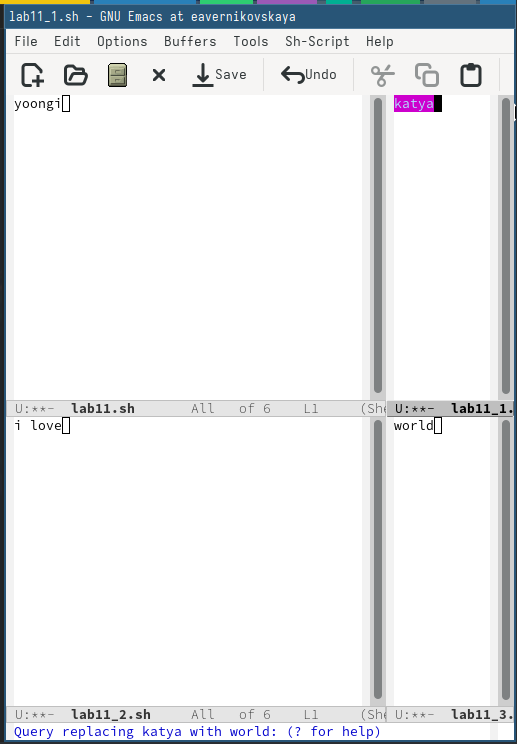 lab11_1.sh – GNU Emacs at eavernikovskaya
File Edit Options Buffers Tools Sh-Script Help
Save Undo
yoongi
katya
U:**- lab11.sh All of 6 L1 (She
U:**- lab11_1.
i love
world
U:**- lab11_2.sh All of 6 L1 (She
U:**- lab11_3.
Query replacing katya with world: (? for help)